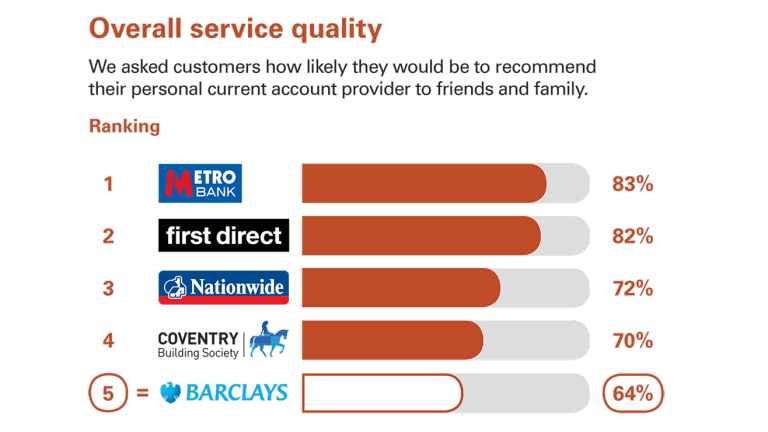 Overall service quality
We asked customers how likely they would be to recommend
their personal current account provider to friends and family.
Ranking
1 METRO BANK 83%
2 first direct 82%
3 Nationwide 72%
4 COVENTRY Building Society 70%
5 = BARCLAYS 64%